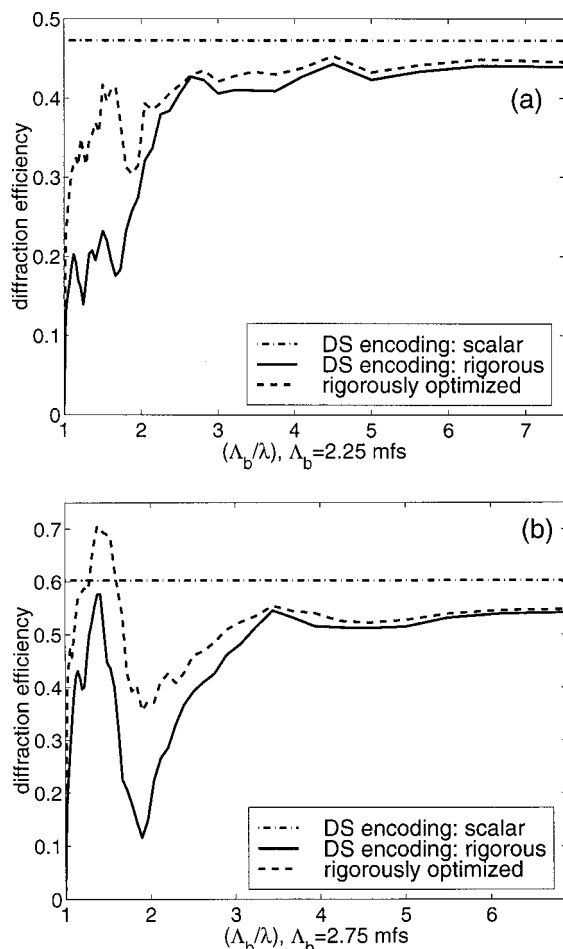 0.5
(a)
0.4
0.3
diffraction efficiency
0.2
0.1
DS encoding: scalar
DS encoding: rigorous
rigorously optimized
0
1 2 3 4 5 6 7
(Λb/λ), Λb=2.25 mfs
0.7
(b)
0.6
0.5
0.4
diffraction efficiency
0.3
0.2
0.1
DS encoding: scalar
DS encoding: rigorous
rigorously optimized
0
1 2 3 4 5 6
(Λb/λ), Λb=2.75 mfs